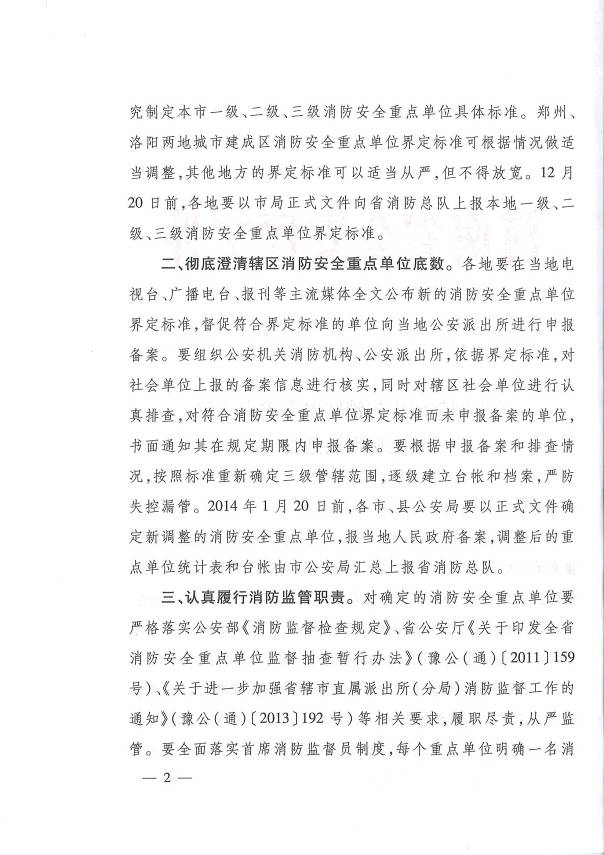 究制定本市一级、二级、三级消防安全重点单位具体标准。郑州、
洛阳两地城市建成区消防安全重点单位界定标准可根据情况做适
当调整,其他地方的界定标准可以适当从严,但不得放宽。12 月
20 日前,各地要以市局正式文件向省消防总队上报本地一级、二
级、三级消防安全重点单位界定标准。
二、彻底澄清辖区消防安全重点单位底数。各地要在当地电
视台、广播电台、报刊等主流媒体全文公布新的消防安全重点单位
界定标准,督促符合界定标准的单位向当地公安派出所进行申报
备案。要组织公安机关消防机构、公安派出所,依据界定标准,对
社会单位上报的备案信息进行核实,同时对辖区社会单位进行认
真排查,对符合消防安全重点单位界定标准而未申报备案的单位,
书面通知其在规定期限内申报备案。要根据申报备案和排查情
况,按照标准重新确定三级管辖范围,逐级建立台帐和档案,严防
失控漏管。2014 年 1 月 20 日前,各市、县公安局要以正式文件确
定新调整的消防安全重点单位,报当地人民政府备案,调整后的重
点单位统计表和台帐由市公安局汇总上报省消防总队。
三、认真履行消防监管职责。对确定的消防安全重点单位要
严格落实公安部《消防监督检查规定》、省公安厅《关于印发全省
消防安全重点单位监督抽查暂行办法》(豫公(通)〔2011〕159
号)、《关于进一步加强省辖市直属派出所(分局)消防监督工作的
通知》(豫公(通)〔2013〕192 号)等相关要求,履职尽责,从严监
管。要全面落实首席消防监督员制度,每个重点单位明确一名消
— 2 —